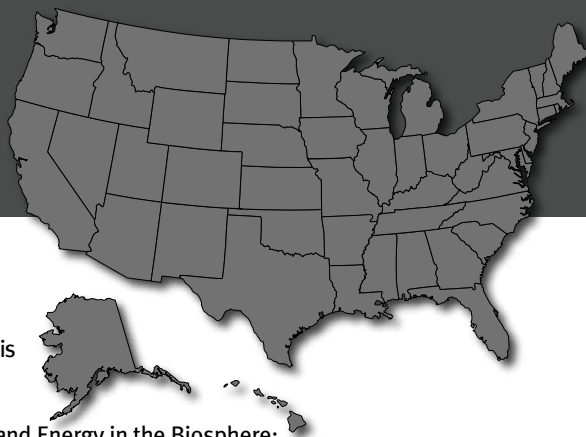 is
and Energy in the Biosphere: